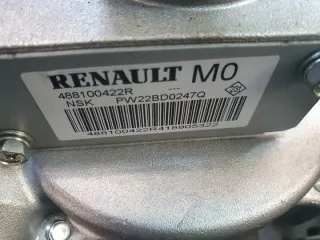 RENAULT M0
488100422R ---
NSK PW22BD0247Q
488100422R418905322